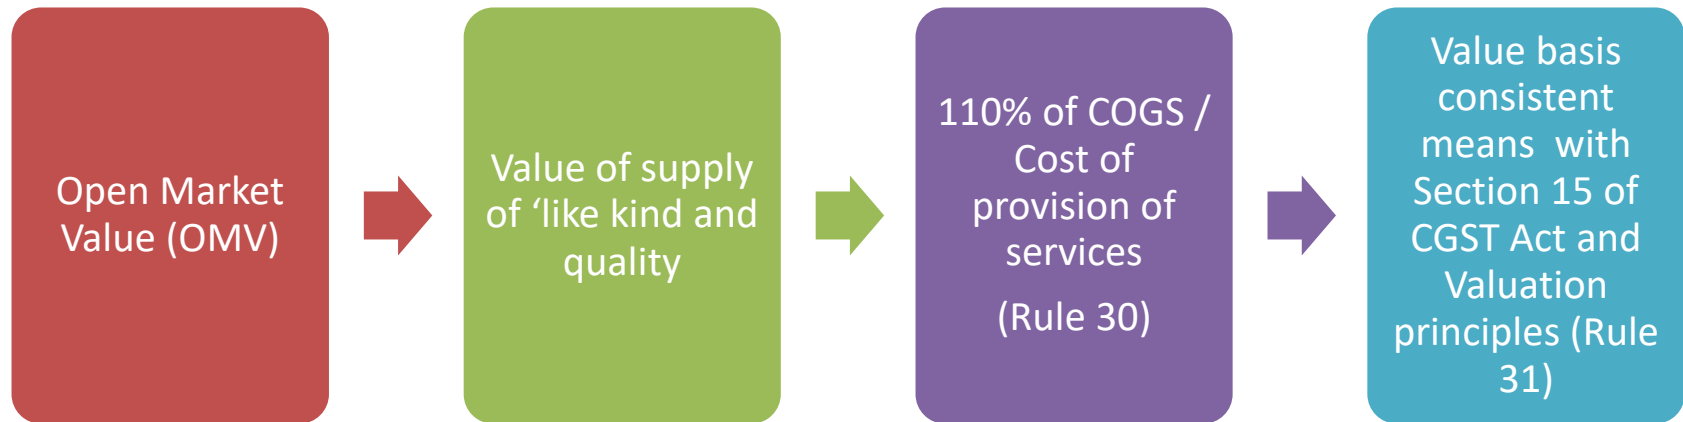 Open Market
Value (OMV)
Value of supply
of ‘like kind and
quality
110% of COGS /
Cost of
provision of
services
(Rule 30)
Value basis
consistent
means  with
Section 15 of
CGST Act and
Valuation
principles (Rule
31)